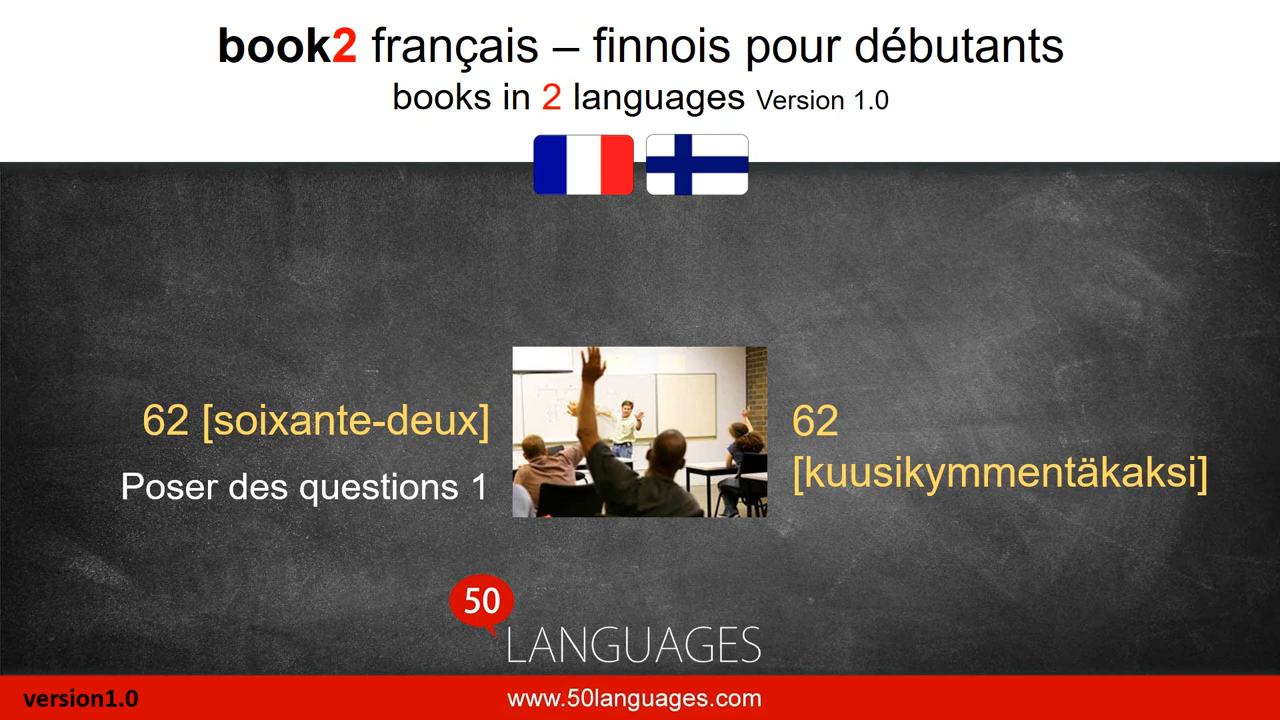 book2 français – finnois pour débutants
books in 2 languages Version 1.0
62 [soixante-deux]
Poser des questions 1
62
[kuusikymmentäkaksi]
50
LANGUAGES
version1.0
www.50languages.com